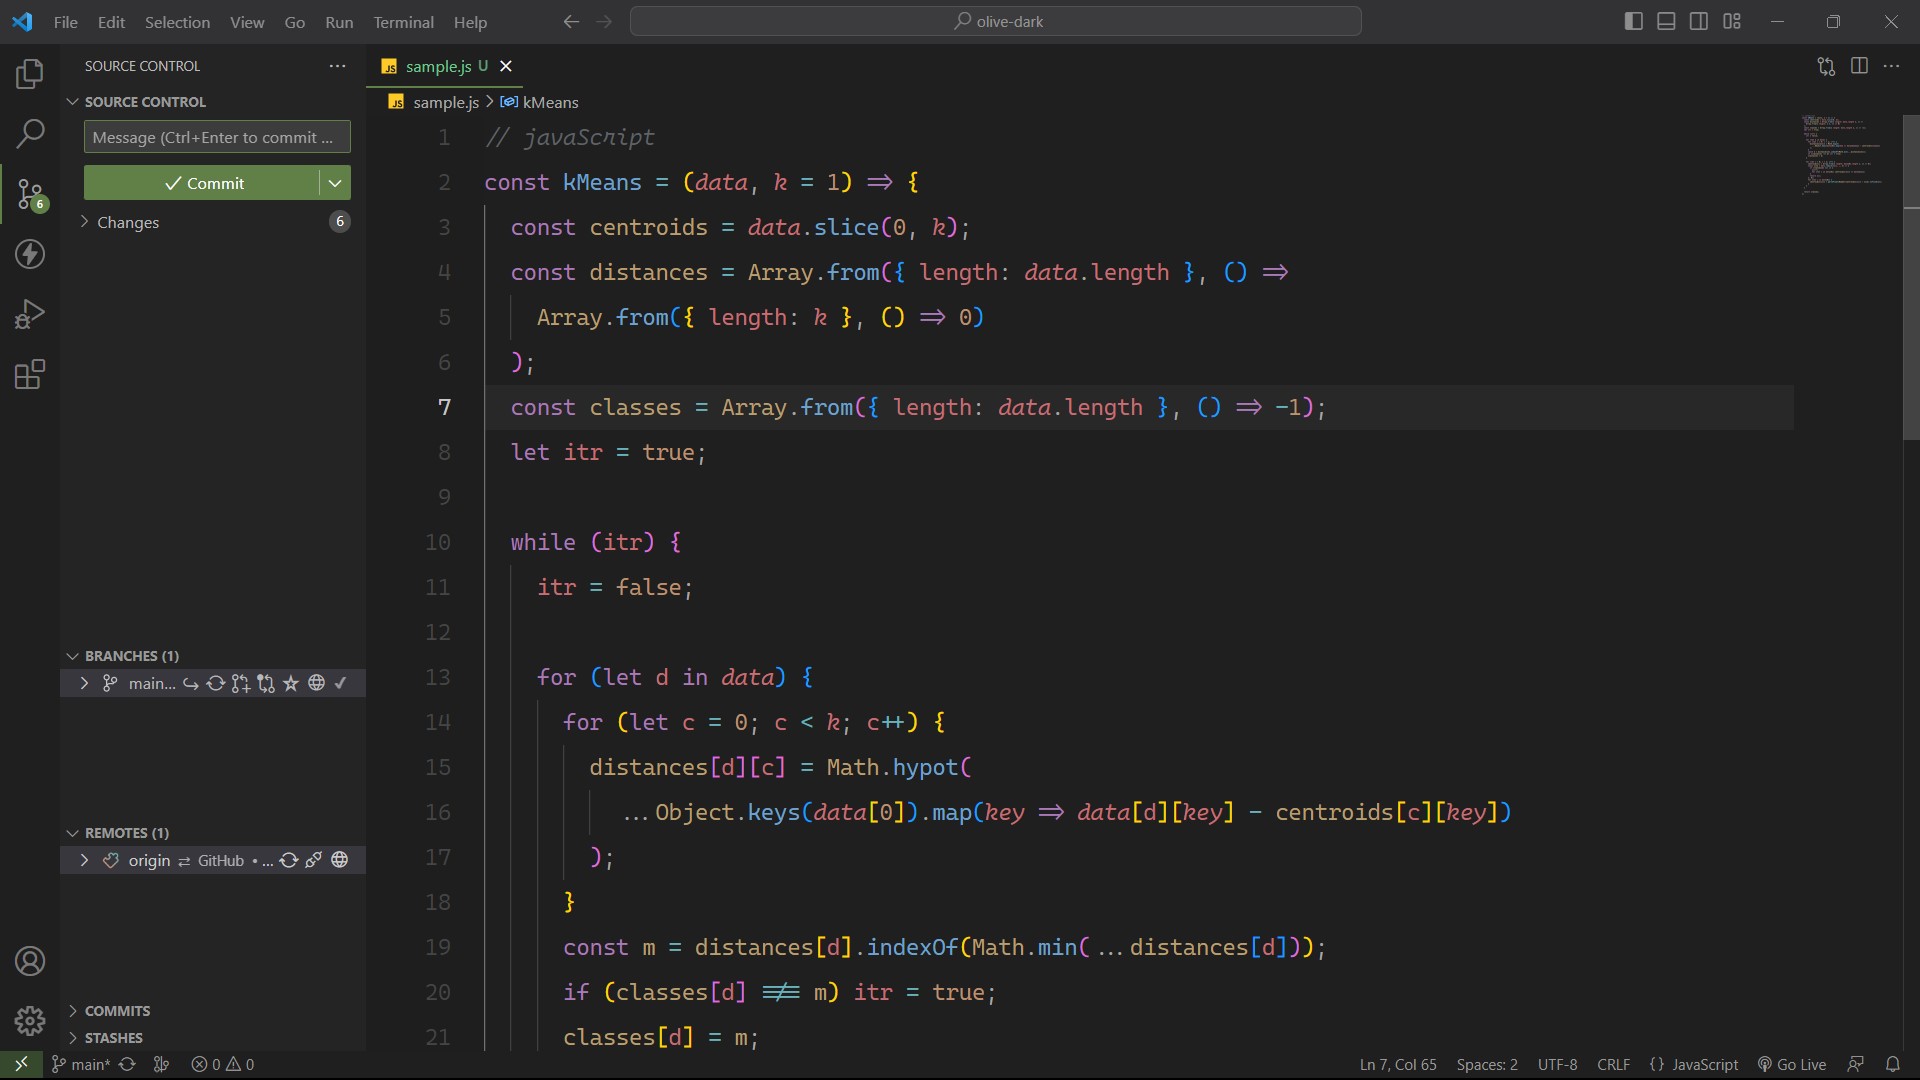 File Edit Selection View Go Run Terminal Help
olive-dark
SOURCE CONTROL
SOURCE CONTROL
Message (Ctrl+Enter to commit ...
Commit
Changes 6
6
BRANCHES (1)
main...
REMOTES (1)
origin ⇄ GitHub • ...
COMMITS
STASHES
JS sample.js U
JS sample.js > kMeans
1 // javaScript
2 const kMeans = (data, k = 1) => {
3 const centroids = data.slice(0, k);
4 const distances = Array.from({ length: data.length }, () =>
5 Array.from({ length: k }, () => 0)
6 );
7 const classes = Array.from({ length: data.length }, () => -1);
8 let itr = true;
9
10 while (itr) {
11 itr = false;
12
13 for (let d in data) {
14 for (let c = 0; c < k; c++) {
15 distances[d][c] = Math.hypot(
16 ...Object.keys(data[0]).map(key => data[d][key] - centroids[c][key])
17 );
18 }
19 const m = distances[d].indexOf(Math.min(...distances[d]));
20 if (classes[d] !== m) itr = true;
21 classes[d] = m;
main* 0 0
Ln 7, Col 65 Spaces: 2 UTF-8 CRLF {} JavaScript Go Live